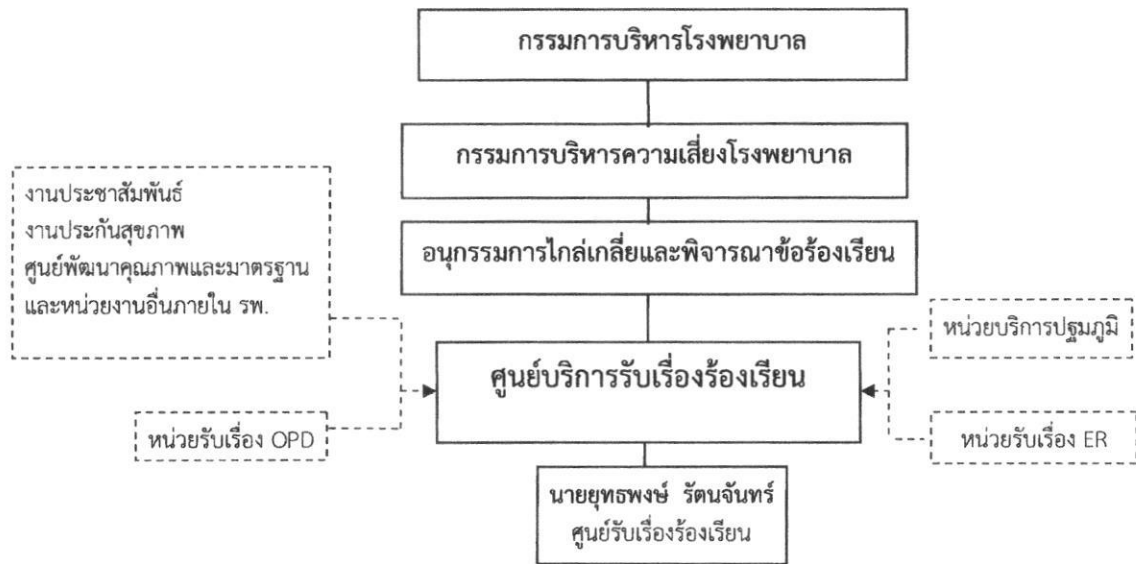 กรรมการบริหารโรงพยาบาล
กรรมการบริหารความเสี่ยงโรงพยาบาล
งานประชาสัมพันธ์
งานประกันสุขภาพ
ศูนย์พัฒนาคุณภาพและมาตรฐาน
และหน่วยงานอื่นภายใน รพ.
อนุกรรมการไกล่เกลี่ยและพิจารณาข้อร้องเรียน
หน่วยบริการปฐมภูมิ
ศูนย์บริการรับเรื่องร้องเรียน
หน่วยรับเรื่อง OPD
หน่วยรับเรื่อง ER
นายยุทธพงษ์ รัตนจันทร์
ศูนย์รับเรื่องร้องเรียน